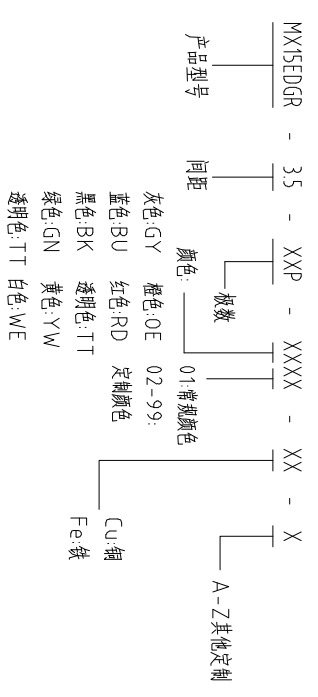 MX15EDGR - 3.5 - XXP - XXXX - XX - X
产品型号
间距
极数
颜色:
灰色:GY 橙色:OE
蓝色:BU 红色:RD
黑色:BK 透明色:TT
绿色:GN 黄色:YW
透明色:TT 白色:WE
01:常规颜色
02-99:
定制颜色
Cu:铜
Fe:铁
A-Z其他定制